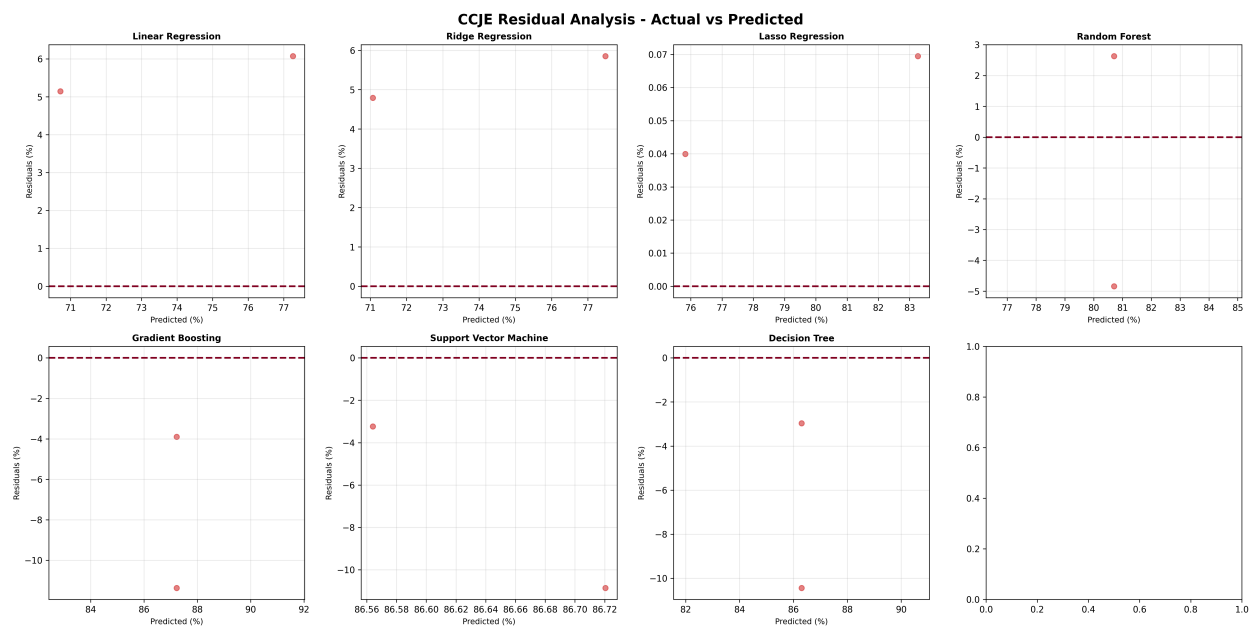 CCJE Residual Analysis - Actual vs Predicted
Linear Regression
Residuals (%)
6
5
4
3
2
1
0
71 72 73 74 75 76 77
Predicted (%)
Ridge Regression
Residuals (%)
6
5
4
3
2
1
0
71 72 73 74 75 76 77
Predicted (%)
Lasso Regression
Residuals (%)
0.07
0.06
0.05
0.04
0.03
0.02
0.01
0.00
76 77 78 79 80 81 82 83
Predicted (%)
Random Forest
Residuals (%)
3
2
1
0
−1
−2
−3
−4
−5
77 78 79 80 81 82 83 84 85
Predicted (%)
Gradient Boosting
Residuals (%)
0
−2
−4
−6
−8
−10
84 86 88 90 92
Predicted (%)
Support Vector Machine
Residuals (%)
0
−2
−4
−6
−8
−10
86.56 86.58 86.60 86.62 86.64 86.66 86.68 86.70 86.72
Predicted (%)
Decision Tree
Residuals (%)
0
−2
−4
−6
−8
−10
82 84 86 88 90
Predicted (%)
1.0
0.8
0.6
0.4
0.2
0.0
0.0 0.2 0.4 0.6 0.8 1.0